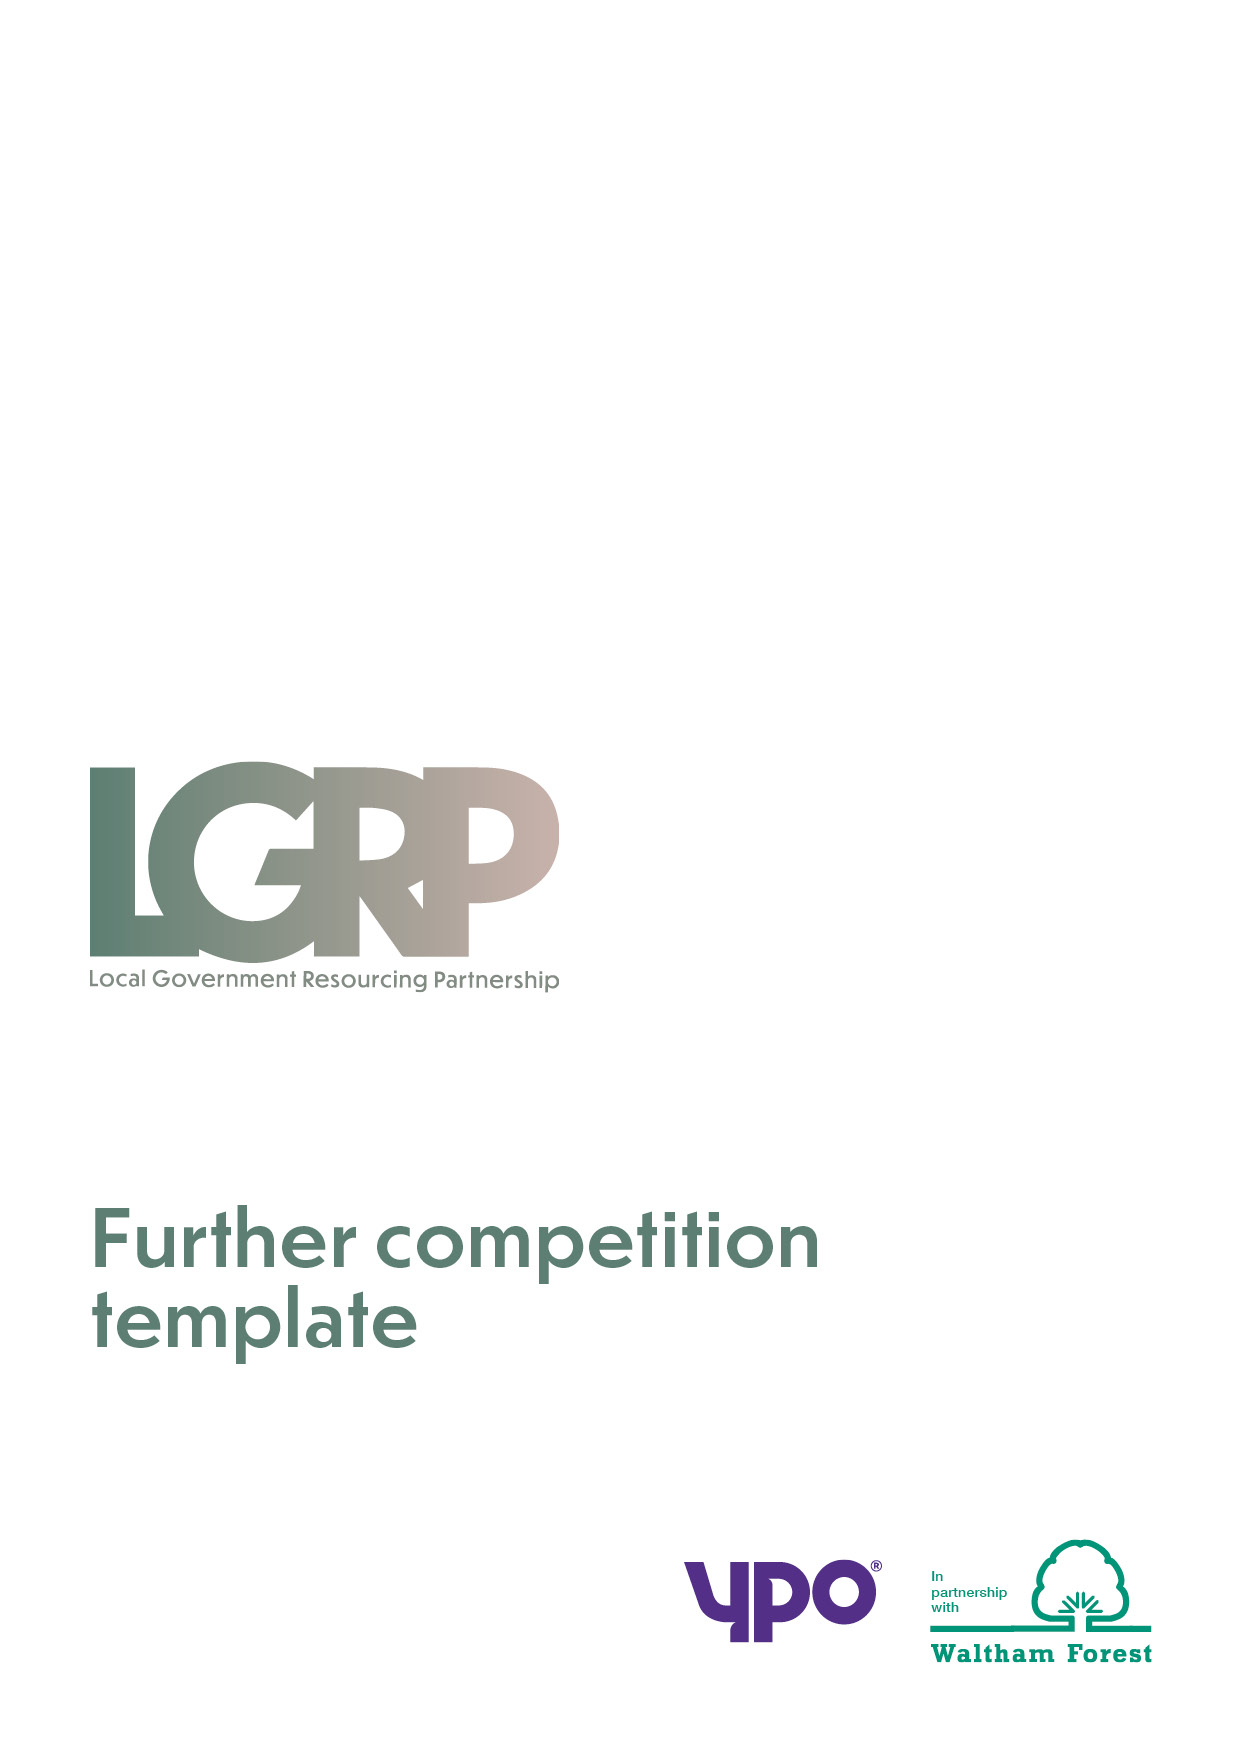 LGRP
Local Government Resourcing Partnership
Further competition
template
ypo®
In
partnership
with
Waltham Forest